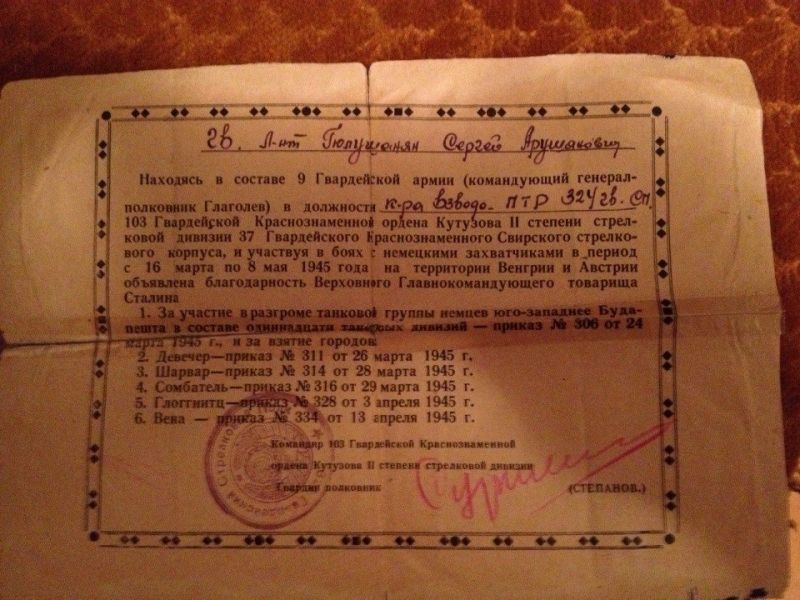 гв. Л-нт Гюлушанян Сергей Арушанович
Находясь в составе 9 Гвардейской армии (командующий генерал-
полковник Глаголев) в должности к-ра взвода ПТР 324 гв. СП.
103 Гвардейской Краснознаменной ордена Кутузова II степени стрел-
ковой дивизии 37 Гвардейского Краснознаменного Свирского стрелко-
вого корпуса, и участвуя в боях с немецкими захватчиками в период
с 16 марта по 8 мая 1945 года на территории Венгрии и Австрии
объявлена благодарность Верховного Главнокомандующего товарища
Сталина
1. За участие в разгроме танковой группы немцев юго-западнее Буда-
пешта в составе одиннадцати танковых дивизий — приказ № 306 от 24
марта 1945 г., и за взятие городов:
2. Девечер—приказ № 311 от 26 марта 1945 г.
3. Шарвар—приказ № 314 от 28 марта 1945 г.
4. Сомбатель—приказ № 316 от 29 марта 1945 г.
5. Глоггнитц—приказ № 328 от 3 апреля 1945 г.
6. Вена — приказ № 334 от 13 апреля 1945 г.
Командир 103 Гвардейской Краснознаменной
ордена Кутузова II степени стрелковой дивизии
Гвардии полковник (СТЕПАНОВ.)